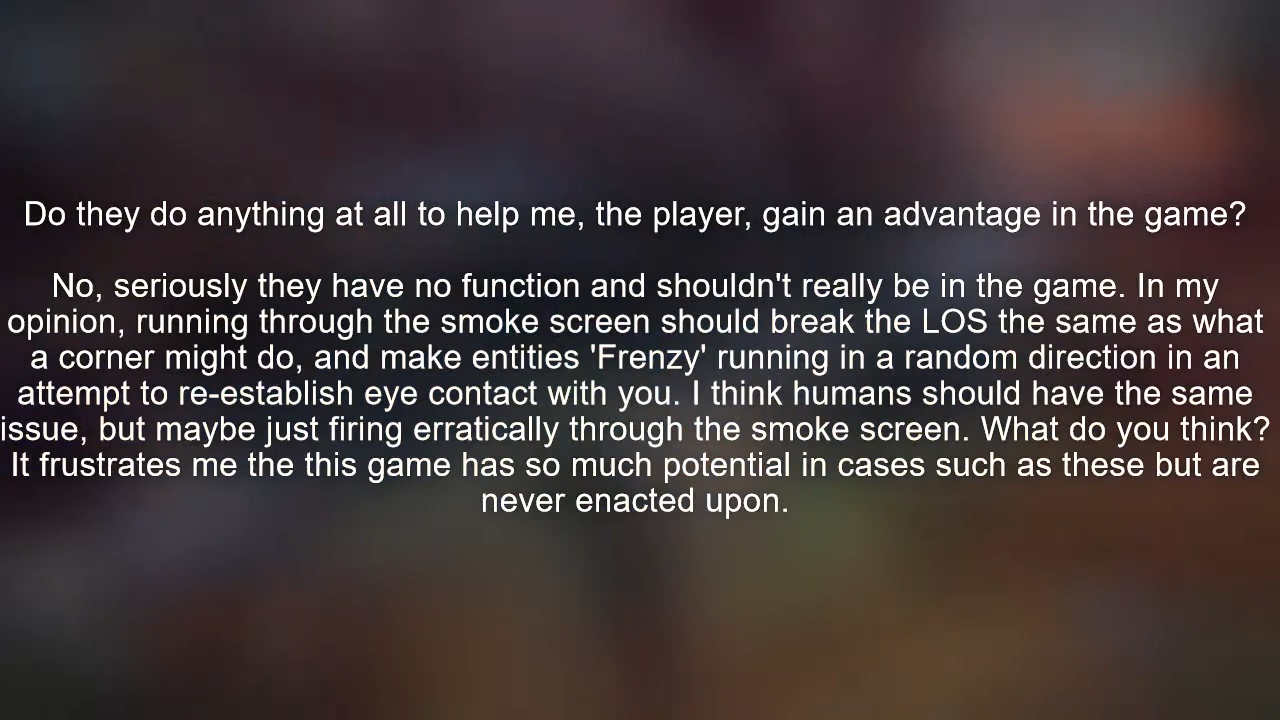 Do they do anything at all to help me, the player, gain an advantage in the game?
No, seriously they have no function and shouldn't really be in the game. In my
opinion, running through the smoke screen should break the LOS the same as what
a corner might do, and make entities 'Frenzy' running in a random direction in an
attempt to re-establish eye contact with you. I think humans should have the same
issue, but maybe just firing erratically through the smoke screen. What do you think?
It frustrates me the this game has so much potential in cases such as these but are
never enacted upon.